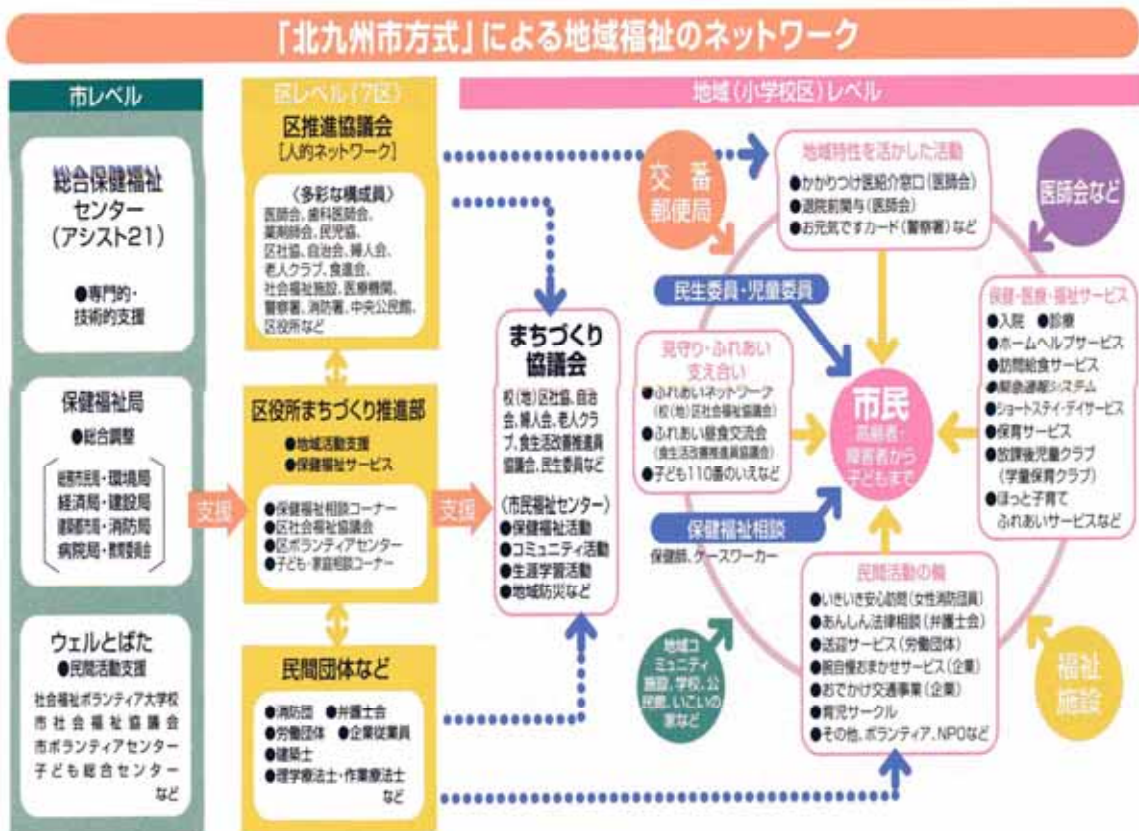 「北九州市方式」による地域福祉のネットワーク
市レベル
総合保健福祉
センター
(アシスト21)
●専門的・
技術的支援
保健福祉局
●総合調整
総務市民局・環境局
経済局・建設局
建築都市局・消防局
病院局・教育委員会
ウェルとばた
●民間活動支援
社会福祉ボランティア大学校
市社会福祉協議会
市ボランティアセンター
子ども総合センター
など
支援
区レベル(7区)
区推進協議会
[人的ネットワーク]
〈多彩な構成員〉
医師会、歯科医師会、
薬剤師会、民児協、
区社協、自治会、婦人会、
老人クラブ、食進会、
社会福祉施設、医療機関、
警察署、消防署、中央公民館、
区役所など
区役所まちづくり推進部
●地域活動支援
●保健福祉サービス
●保健福祉相談コーナー
●区社会福祉協議会
●区ボランティアセンター
●子ども・家庭相談コーナー
民間団体など
●消防団 ●弁護士会
●労働団体 ●企業従業員
●建築士
●理学療法士・作業療法士
など
支援
地域(小学校区)レベル
まちづくり
協議会
校(地)区社協、自治
会、婦人会、老人クラ
ブ、食生活改善推進員
協議会、民生委員など
(市民福祉センター)
●保健福祉活動
●コミュニティ活動
●生涯学習活動
●地域防災など
交番
郵便局
地域特性を活かした活動
●かかりつけ医紹介窓口(医師会)
●退院前関与(医師会)
●お元気ですカード(警察署)など
医師会など
民生委員・児童委員
見守り・ふれあい
支え合い
●ふれあいネットワーク
(校(地)区社会福祉協議会)
●ふれあい昼食交流会
(食生活改善推進員協議会)
●子ども110番のいえなど
市民
高齢者・
障害者から
子どもまで
保健・医療・福祉サービス
●入院 ●診療
●ホームヘルプサービス
●訪問給食サービス
●緊急通報システム
●ショートステイ・デイサービス
●保育サービス
●放課後児童クラブ
(学童保育クラブ)
●ほっと子育て
ふれあいサービスなど
保健福祉相談
保健師、ケースワーカー
民間活動の輪
●いきいき安心訪問(女性消防団員)
●あんしん法律相談(弁護士会)
●送迎サービス(労働団体)
●腕自慢おまかせサービス(企業)
●おでかけ交通事業(企業)
●育児サークル
●その他、ボランティア、NPOなど
地域コ
ミュニティ
施設、学校、公
民館、いこいの
家など
福祉
施設